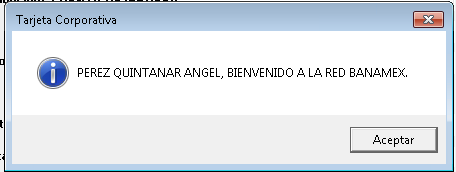 Tarjeta Corporativa
PEREZ QUINTANAR ANGEL, BIENVENIDO A LA RED BANAMEX.
Aceptar